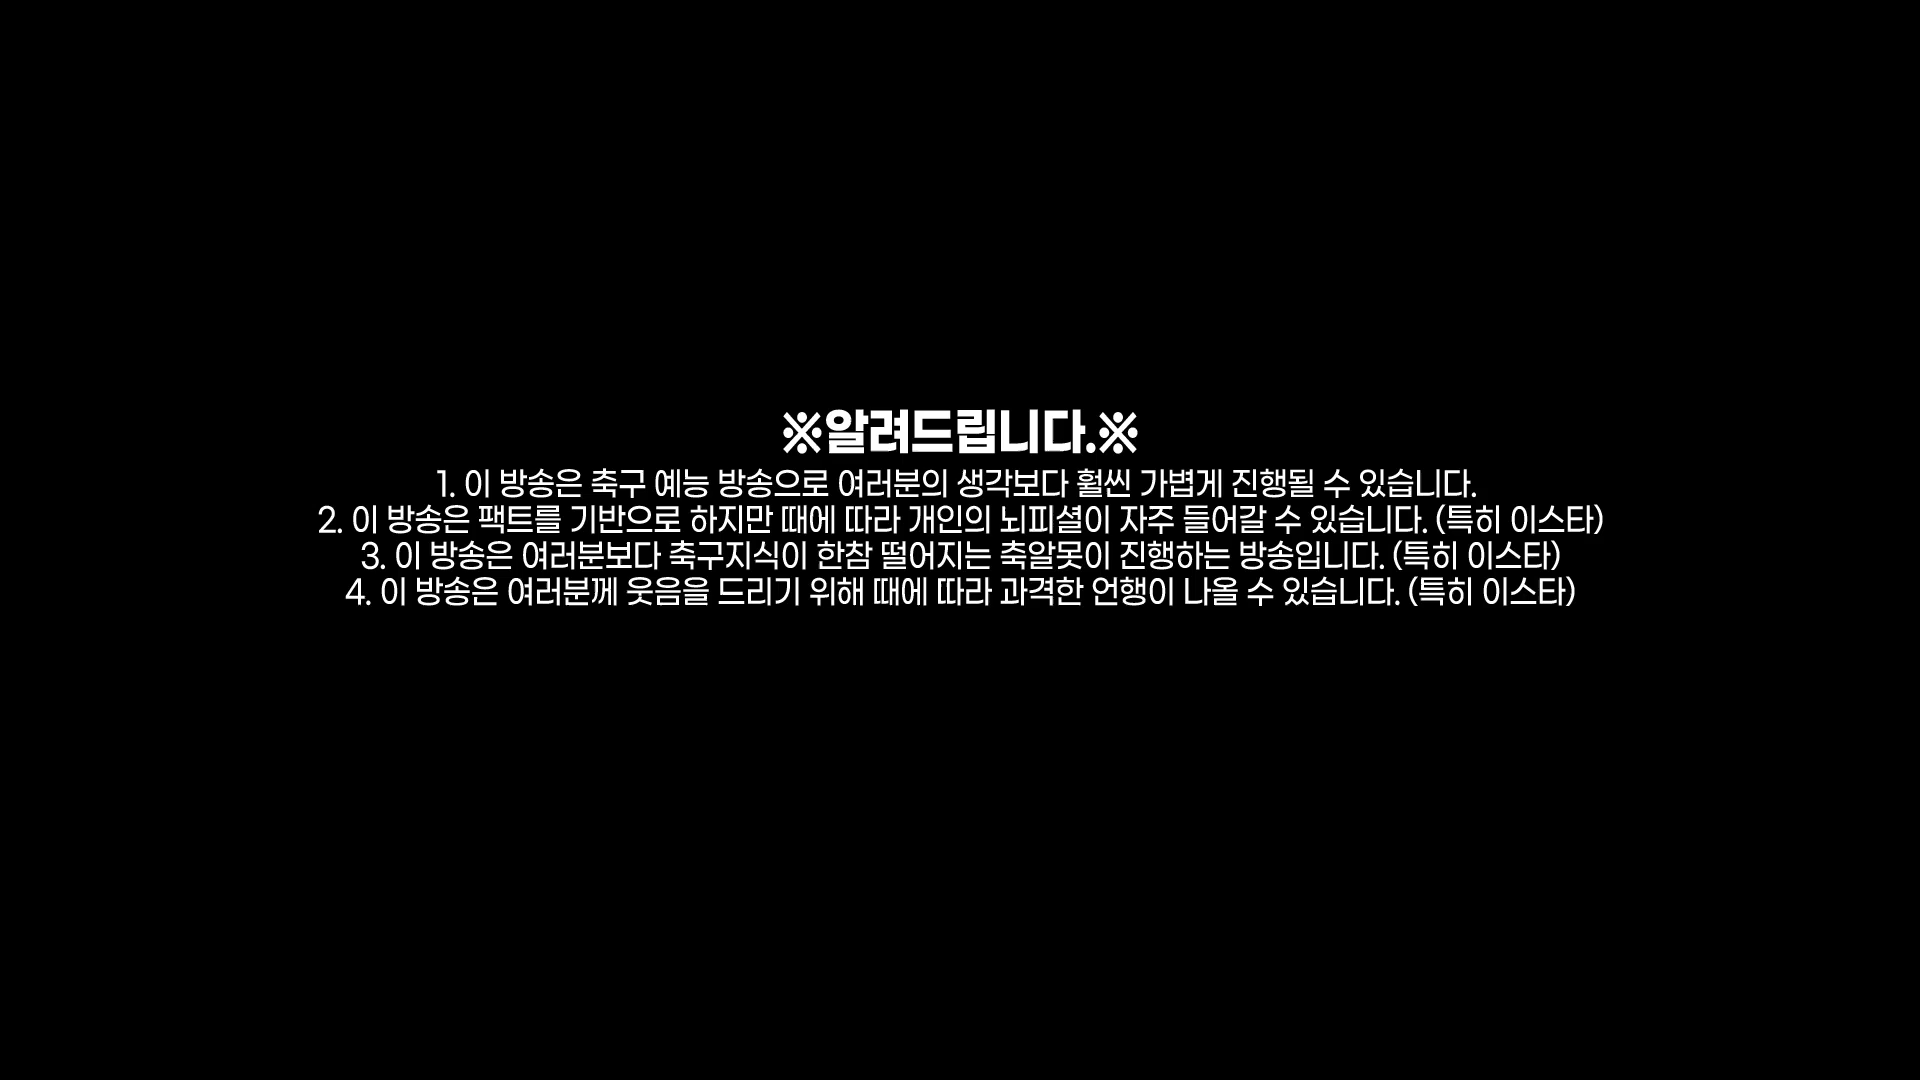 ※알려드립니다.※
1. 이 방송은 축구 예능 방송으로 여러분의 생각보다 훨씬 가볍게 진행될 수 있습니다.
2. 이 방송은 팩트를 기반으로 하지만 때에 따라 개인의 뇌피셜이 자주 들어갈 수 있습니다. (특히 이스타)
3. 이 방송은 여러분보다 축구지식이 한참 떨어지는 축알못이 진행하는 방송입니다. (특히 이스타)
4. 이 방송은 여러분께 웃음을 드리기 위해 때에 따라 과격한 언행이 나올 수 있습니다. (특히 이스타)